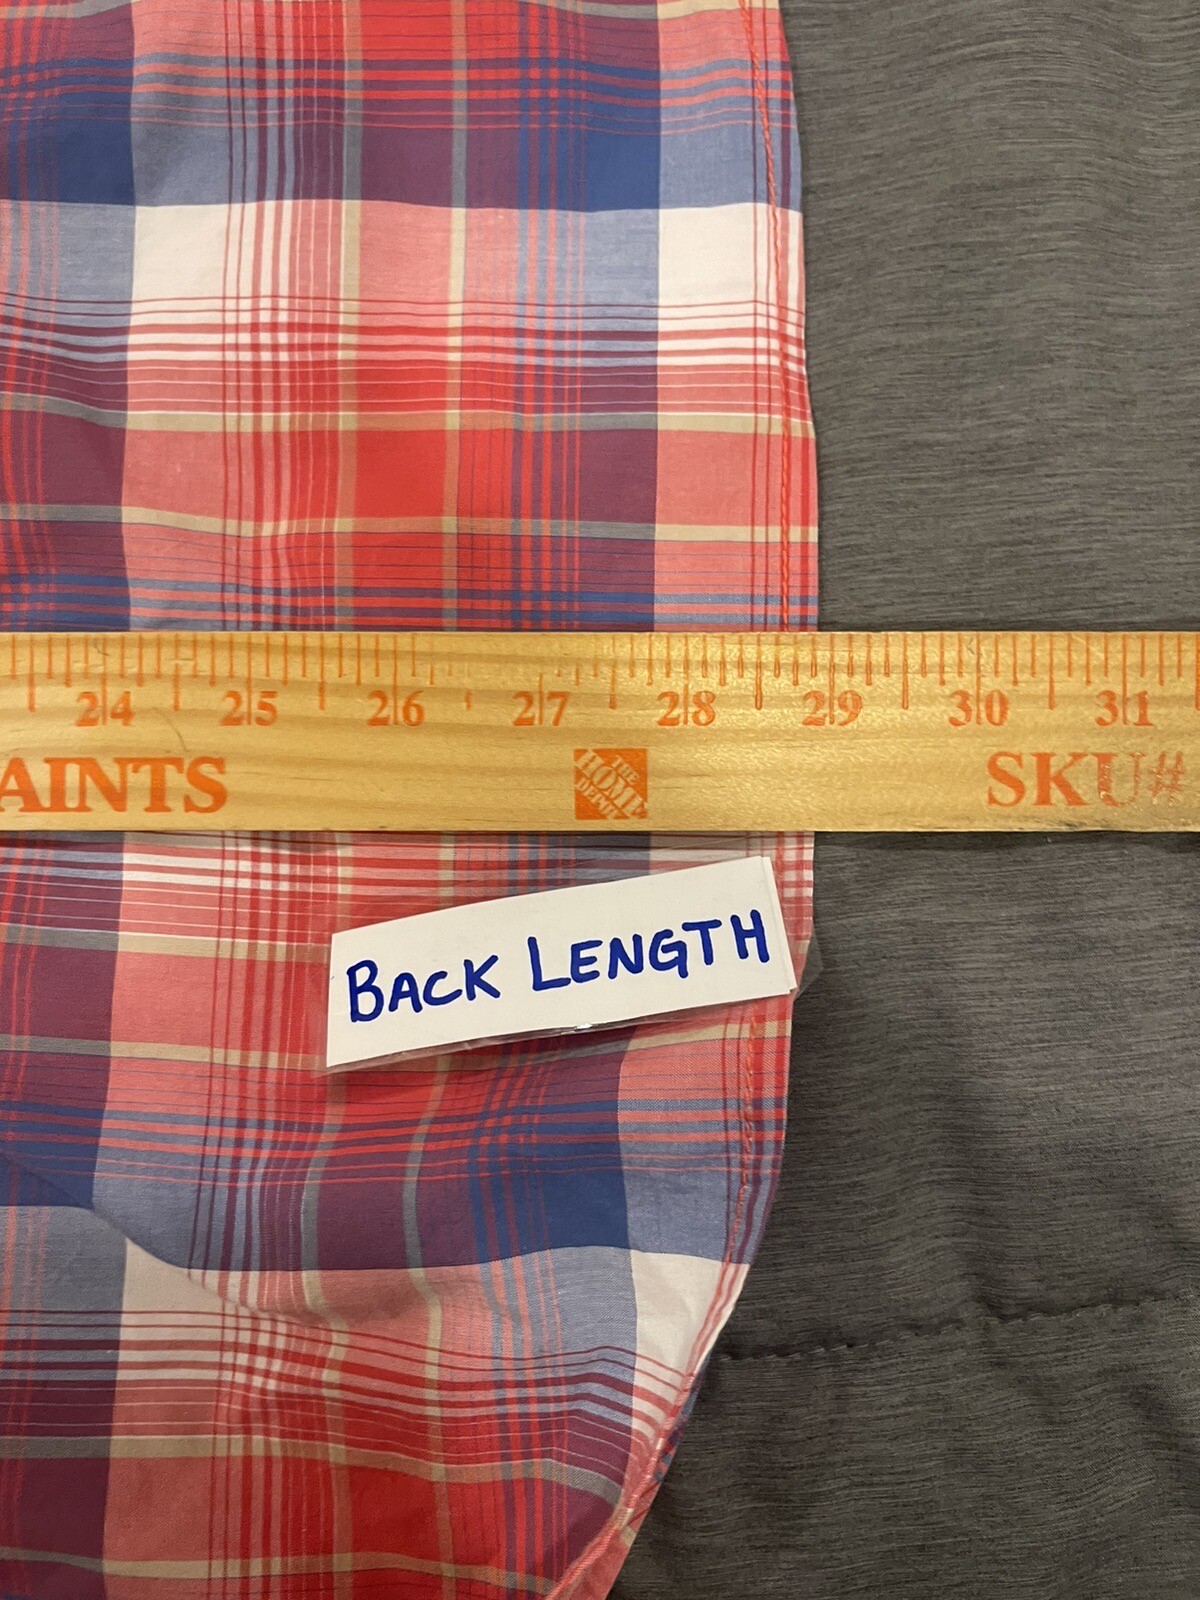 24 25 26 27 28 29 30 31
AINTS THE HOME DEPOT SKU#
BACK LENGTH